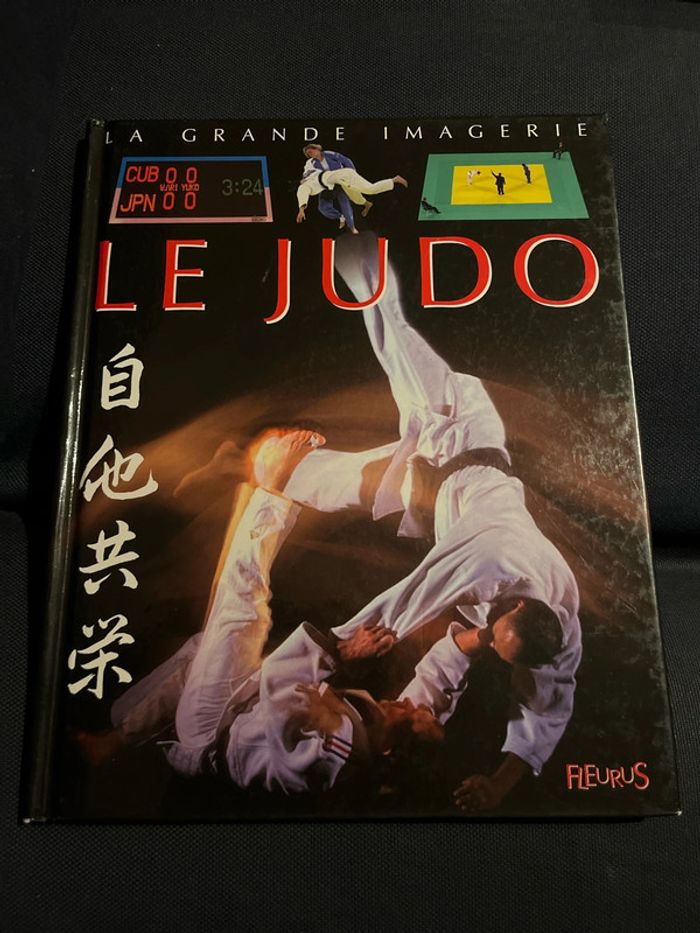 LA GRANDE IMAGERIE
CUB 0 0
WARI YUKO
3:24
JPN 0 0
LE JUDO
自
他
共
栄
FLEURUS